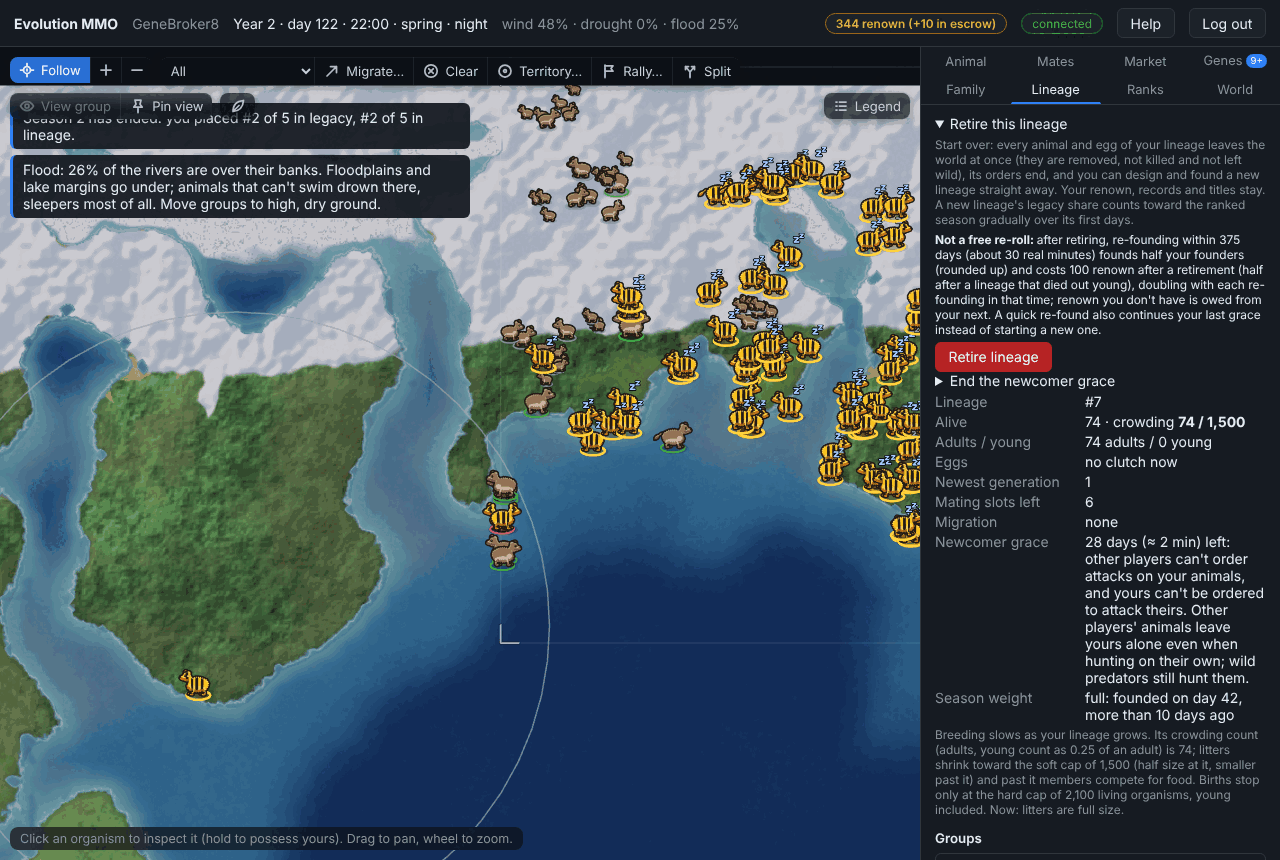 Evolution MMO GeneBroker8 Year 2 · day 122 · 22:00 · spring · night wind 48% · drought 0% · flood 25% 344 renown (+10 in escrow) connected Help Log out
Follow + − All Migrate... Clear Territory... Rally... Split
View group Pin view Legend
Season 2 has ended: you placed #2 of 5 in legacy, #2 of 5 in
lineage.
Flood: 26% of the rivers are over their banks. Floodplains and
lake margins go under; animals that can't swim drown there,
sleepers most of all. Move groups to high, dry ground.
Click an organism to inspect it (hold to possess yours). Drag to pan, wheel to zoom.
Animal Mates Market Genes 9+
Family Lineage Ranks World
▼ Retire this lineage
Start over: every animal and egg of your lineage leaves the
world at once (they are removed, not killed and not left
wild), its orders end, and you can design and found a new
lineage straight away. Your renown, records and titles stay.
A new lineage's legacy share counts toward the ranked
season gradually over its first days.
Not a free re-roll: after retiring, re-founding within 375
days (about 30 real minutes) founds half your founders
(rounded up) and costs 100 renown after a retirement (half
after a lineage that died out young), doubling with each re-
founding in that time; renown you don't have is owed from
your next. A quick re-found also continues your last grace
instead of starting a new one.
Retire lineage
▶ End the newcomer grace
Lineage #7
Alive 74 · crowding 74 / 1,500
Adults / young 74 adults / 0 young
Eggs no clutch now
Newest generation 1
Mating slots left 6
Migration none
Newcomer grace 28 days (≈ 2 min) left:
other players can't order
attacks on your animals,
and yours can't be ordered
to attack theirs. Other
players' animals leave
yours alone even when
hunting on their own; wild
predators still hunt them.
Season weight full: founded on day 42,
more than 10 days ago
Breeding slows as your lineage grows. Its crowding count
(adults, young count as 0.25 of an adult) is 74; litters
shrink toward the soft cap of 1,500 (half size at it, smaller
past it) and past it members compete for food. Births stop
only at the hard cap of 2,100 living organisms, young
included. Now: litters are full size.
Groups